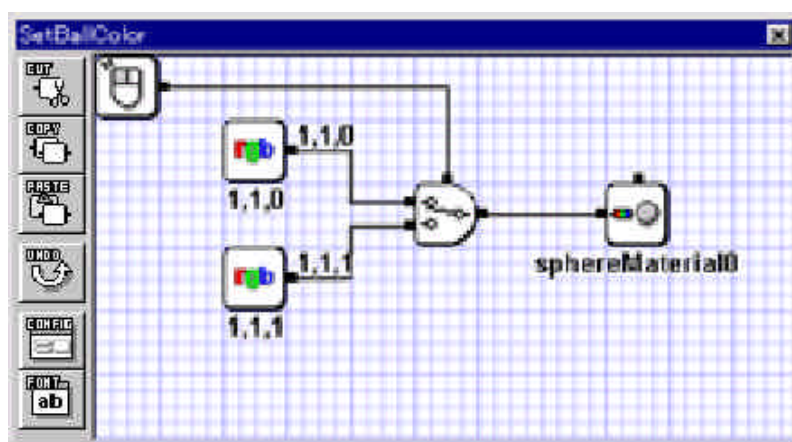 SetBallColor
CUT
COPY
PASTE
UNDO
CONFIG
FONT
ab
rgb
1,1,0
1,1,0
rgb
1,1,1
1,1,1
sphereMaterial0